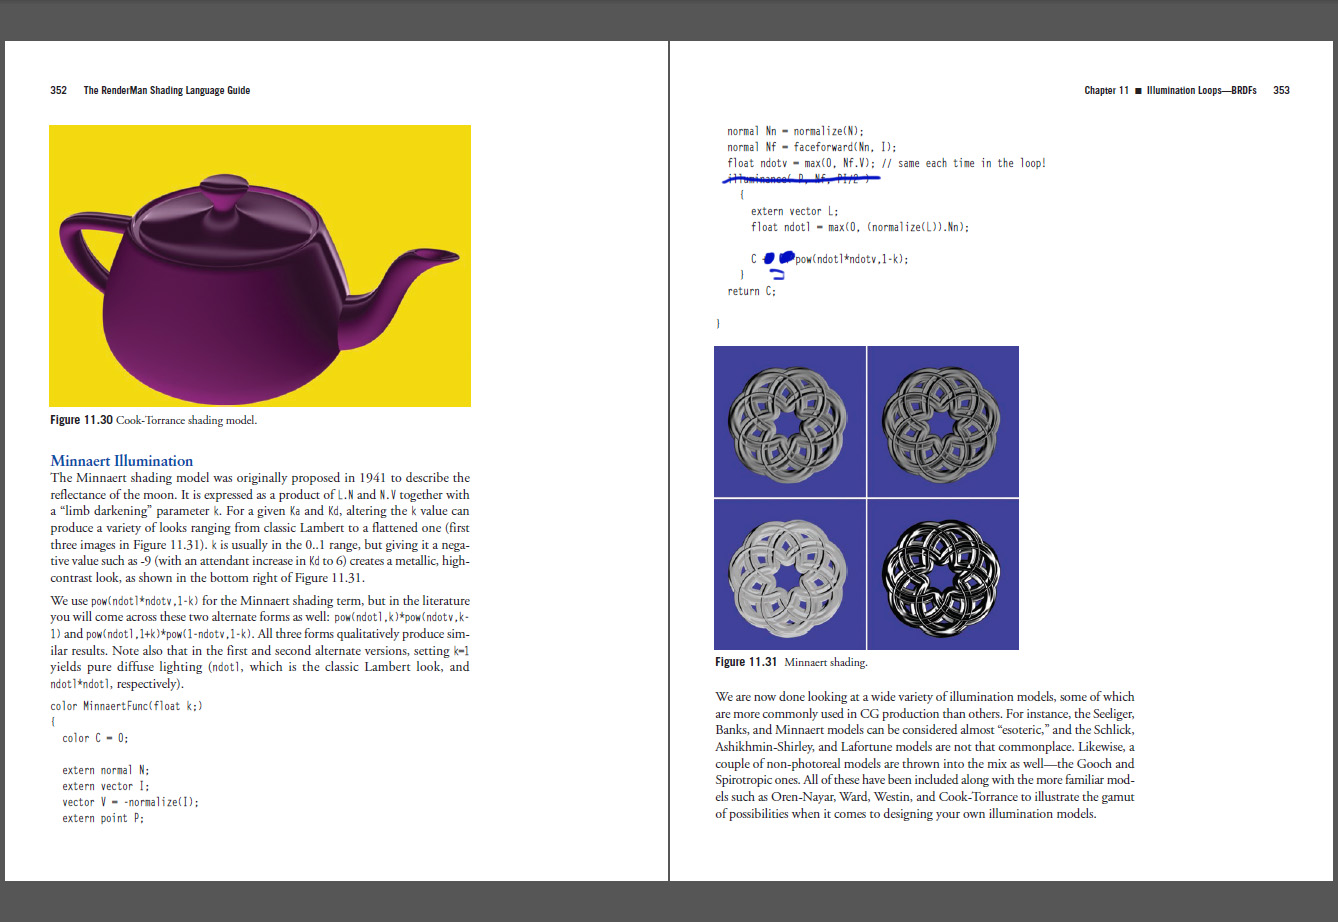 352 The RenderMan Shading Language Guide
Figure 11.30 Cook-Torrance shading model.
Minnaert Illumination
The Minnaert shading model was originally proposed in 1941 to describe the
reflectance of the moon. It is expressed as a product of L.N and N.V together with
a “limb darkening” parameter k. For a given Ka and Kd, altering the k value can
produce a variety of looks ranging from classic Lambert to a flattened one (first
three images in Figure 11.31). k is usually in the 0..1 range, but giving it a nega-
tive value such as -9 (with an attendant increase in Kd to 6) creates a metallic, high-
contrast look, as shown in the bottom right of Figure 11.31.
We use pow(ndotl*ndotv,1-k) for the Minnaert shading term, but in the literature
you will come across these two alternate forms as well: pow(ndotl,k)*pow(ndotv,k-
1) and pow(ndotl,1+k)*pow(1-ndotv,1-k). All three forms qualitatively produce sim-
ilar results. Note also that in the first and second alternate versions, setting k=1
yields pure diffuse lighting (ndotl, which is the classic Lambert look, and
ndotl*ndotl, respectively).
color MinnaertFunc(float k;)
{
color C = 0;
extern normal N;
extern vector I;
vector V = -normalize(I);
extern point P;
Chapter 11 ■ Illumination Loops—BRDFs 353
normal Nn = normalize(N);
normal Nf = faceforward(Nn, I);
float ndotv = max(0, Nf.V); // same each time in the loop!
illuminance( P, Nf, PI/2 )
{
extern vector L;
float ndotl = max(0, (normalize(L)).Nn);
C pow(ndotl*ndotv,1-k);
}
return C;
}
Figure 11.31 Minnaert shading.
We are now done looking at a wide variety of illumination models, some of which
are more commonly used in CG production than others. For instance, the Seeliger,
Banks, and Minnaert models can be considered almost “esoteric,” and the Schlick,
Ashikhmin-Shirley, and Lafortune models are not that commonplace. Likewise, a
couple of non-photoreal models are thrown into the mix as well—the Gooch and
Spirotropic ones. All of these have been included along with the more familiar mod-
els such as Oren-Nayar, Ward, Westin, and Cook-Torrance to illustrate the gamut
of possibilities when it comes to designing your own illumination models.